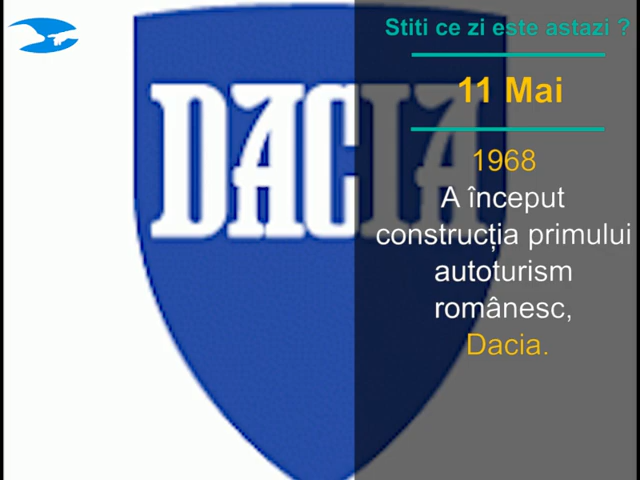 Stiti ce zi este astazi ?
11 Mai
DACIA
1968
A început
construcția primului
autoturism
românesc,
Dacia.